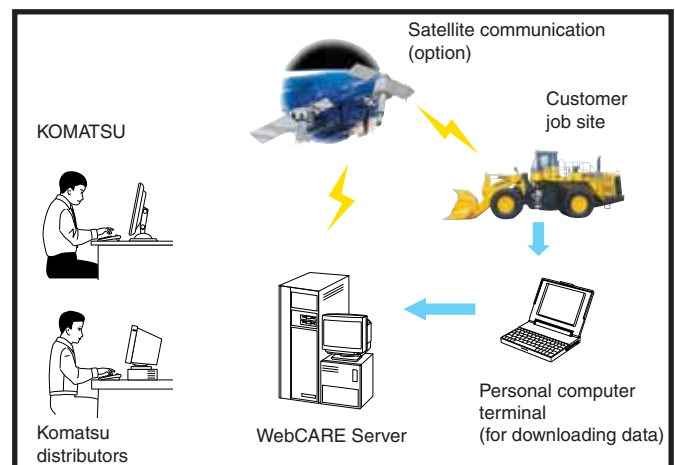 Satellite communication
(option)
Customer
job site
KOMATSU
Personal computer
terminal
(for downloading data)
WebCARE Server
Komatsu
distributors